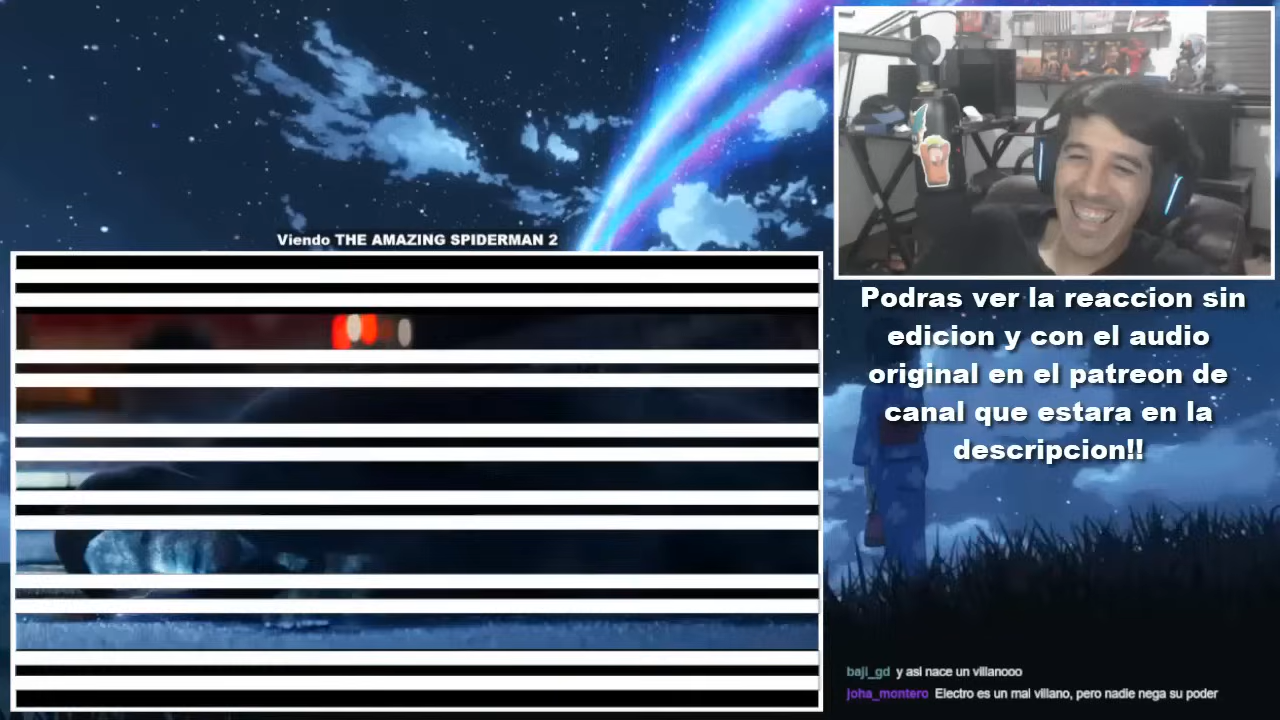 Viendo THE AMAZING SPIDERMAN 2
Podras ver la reaccion sin
edicion y con el audio
original en el patreon de
canal que estara en la
descripcion!!
baji_gd y asi nace un villanooo
joha_montero Electro es un mal villano, pero nadie nega su poder